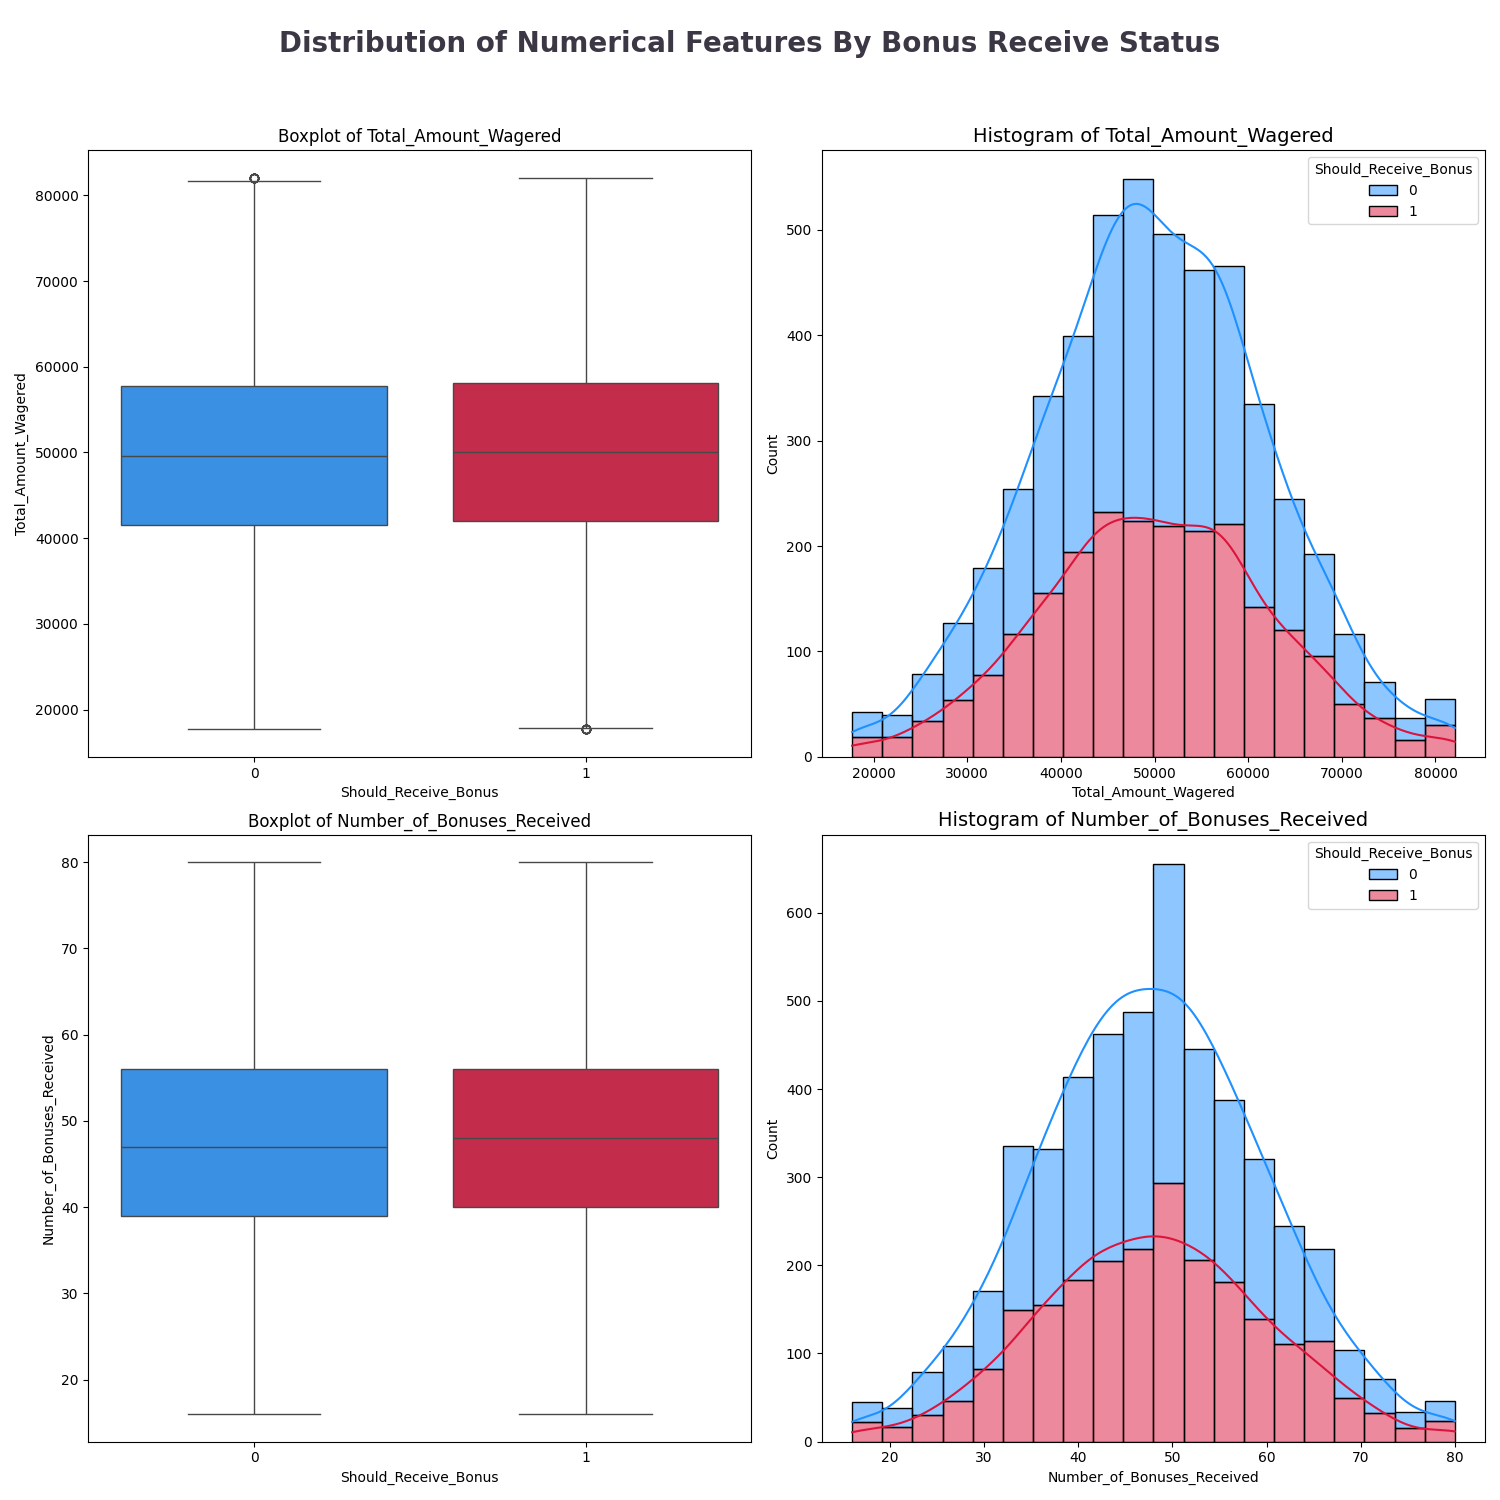 Distribution of Numerical Features By Bonus Receive Status
Boxplot of Total_Amount_Wagered
80000
70000
60000
50000
40000
30000
20000
Total_Amount_Wagered
0 1
Should_Receive_Bonus
Histogram of Total_Amount_Wagered
Should_Receive_Bonus
0
1
500
400
300
200
100
0
Count
20000 30000 40000 50000 60000 70000 80000
Total_Amount_Wagered
Boxplot of Number_of_Bonuses_Received
80
70
60
50
40
30
20
Number_of_Bonuses_Received
0 1
Should_Receive_Bonus
Histogram of Number_of_Bonuses_Received
Should_Receive_Bonus
0
1
600
500
400
300
200
100
0
Count
20 30 40 50 60 70 80
Number_of_Bonuses_Received